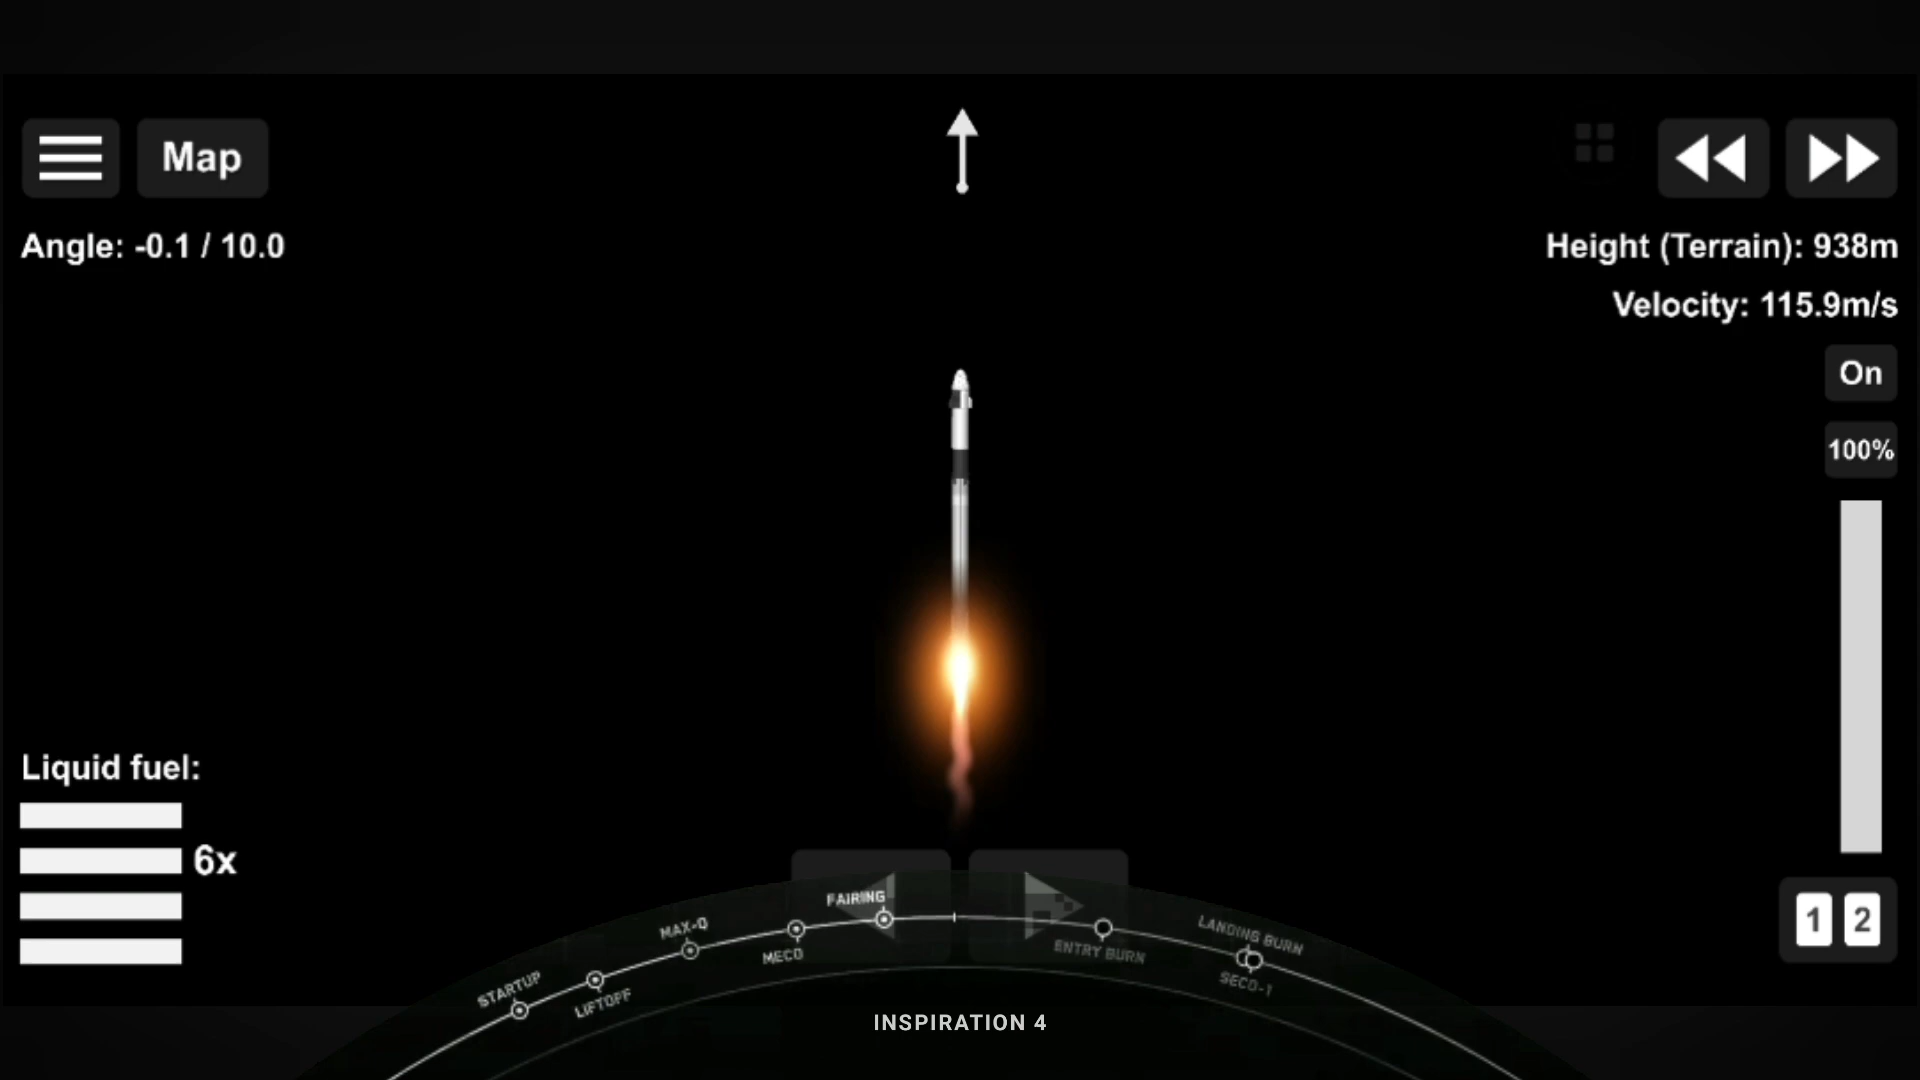 Map
Angle: -0.1 / 10.0
Height (Terrain): 938m
Velocity: 115.9m/s
On
100%
Liquid fuel:
6x
1 2
STARTUP
LIFTOFF
MAX-Q
MECO
FAIRING
ENTRY BURN
LANDING BURN
SECO-1
INSPIRATION 4